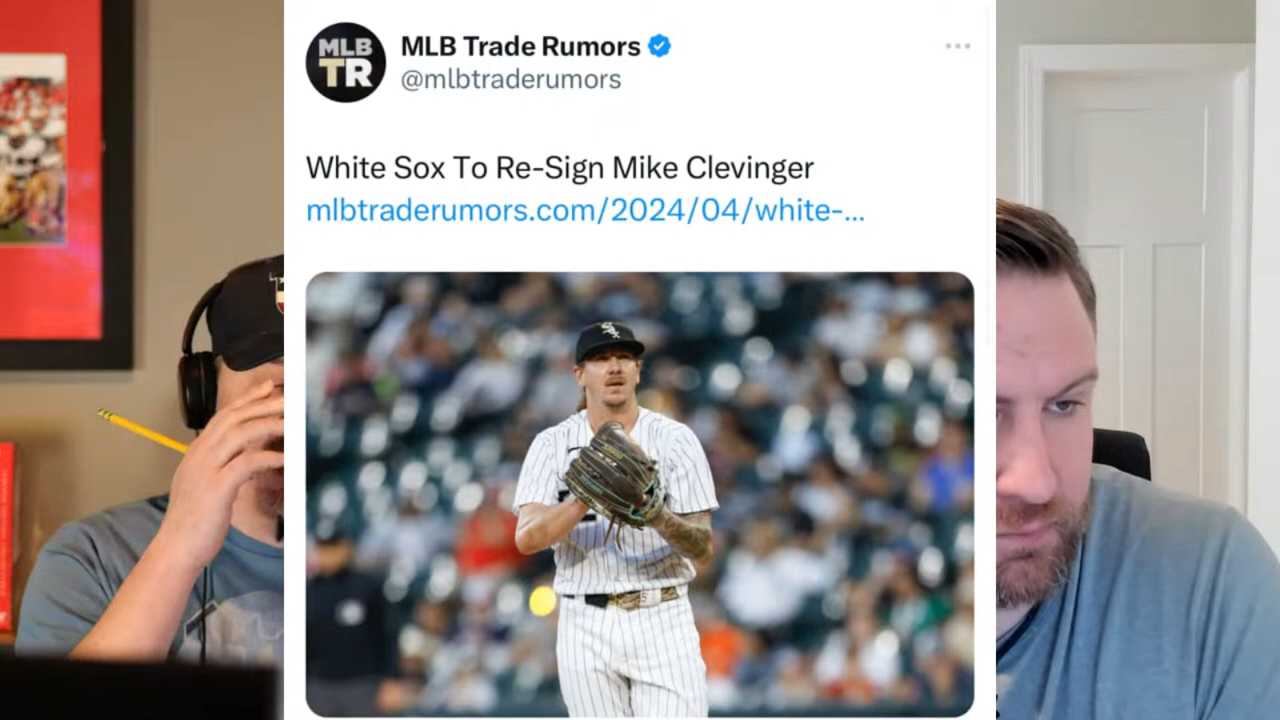 MLB
TR
MLB Trade Rumors
@mlbtraderumors
White Sox To Re-Sign Mike Clevinger
mlbtraderumors.com/2024/04/white-...